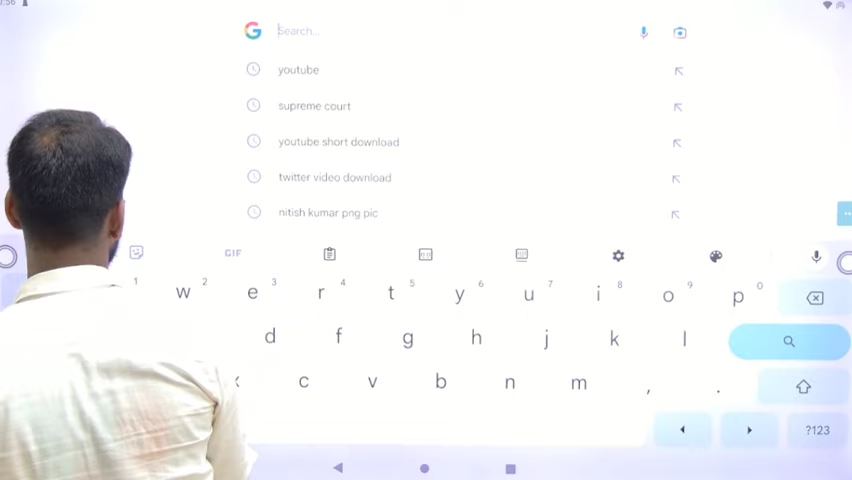 :56
Search...
youtube
supreme court
youtube short download
twitter video download
nitish kumar png pic
GIF
1 w 2 e 3 r 4 t 5 y 6 u 7 i 8 o 9 p 0
d f g h j k l
c v b n m , .
?123